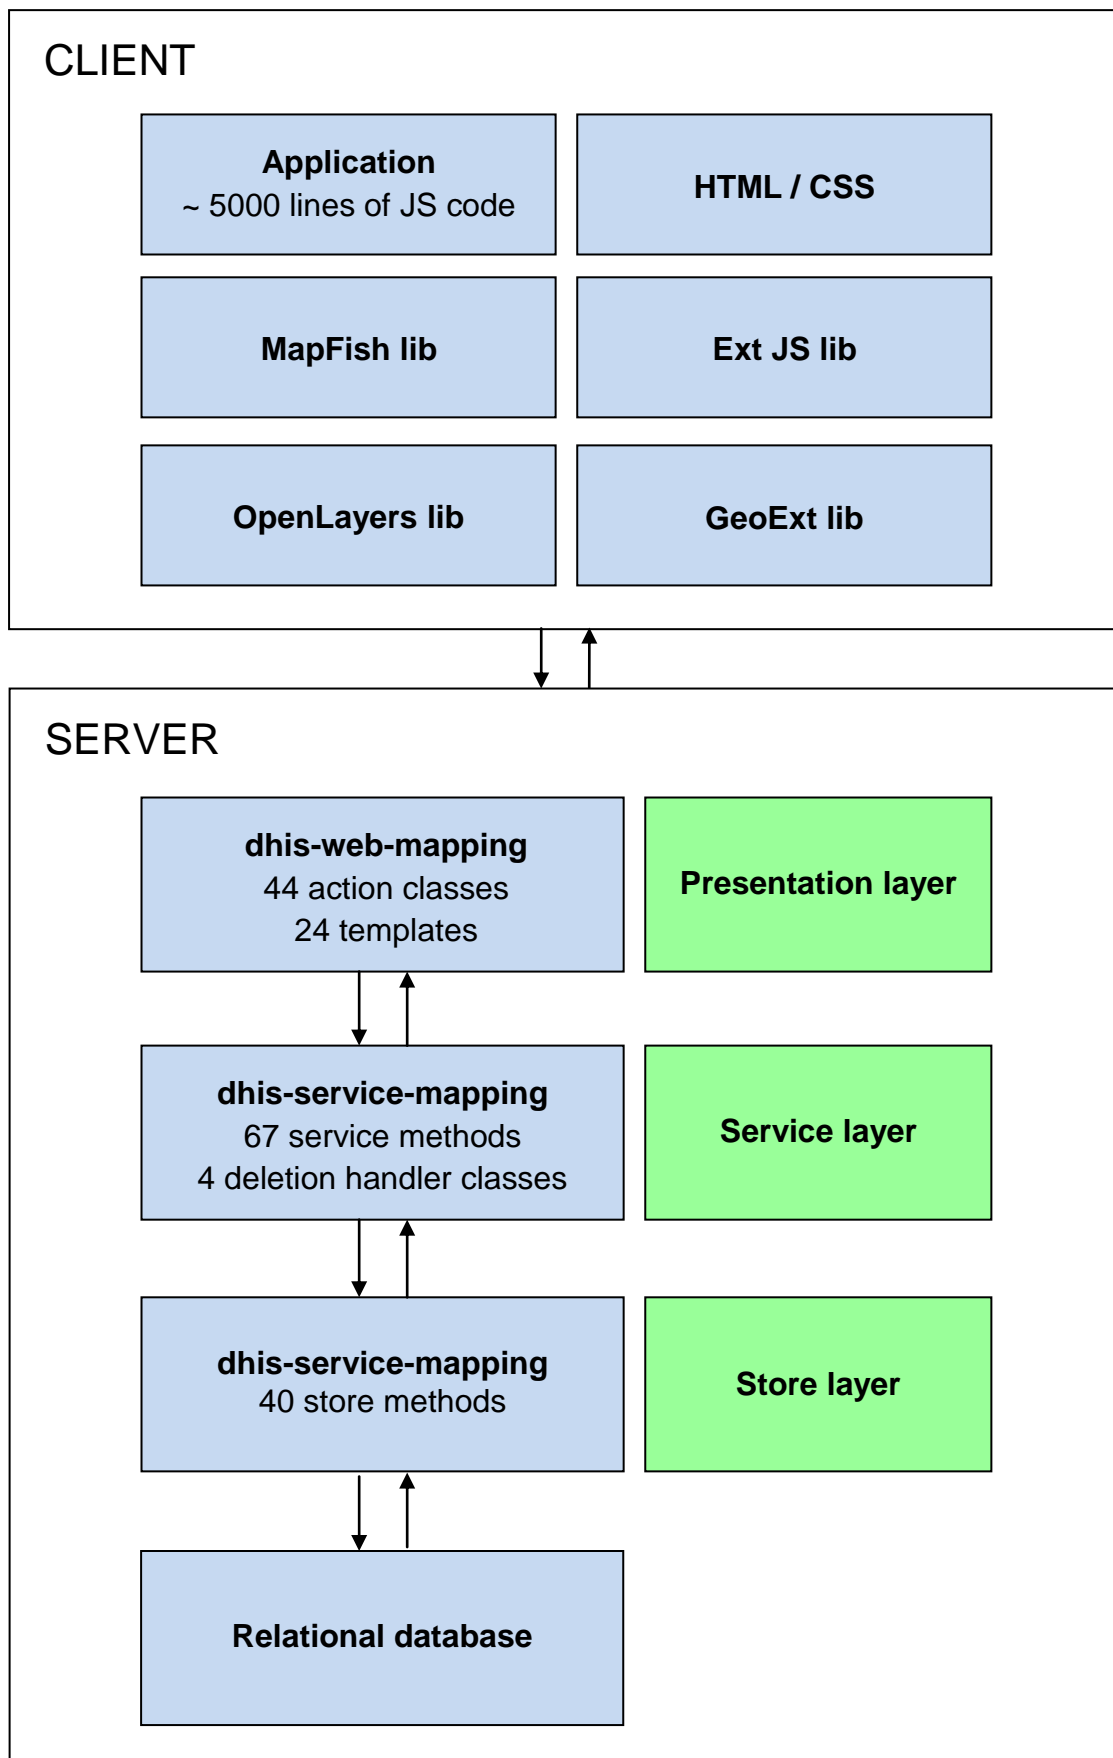 CLIENT
Application
~ 5000 lines of JS code
HTML / CSS
MapFish lib
Ext JS lib
OpenLayers lib
GeoExt lib
SERVER
dhis-web-mapping
44 action classes
24 templates
Presentation layer
dhis-service-mapping
67 service methods
4 deletion handler classes
Service layer
dhis-service-mapping
40 store methods
Store layer
Relational database